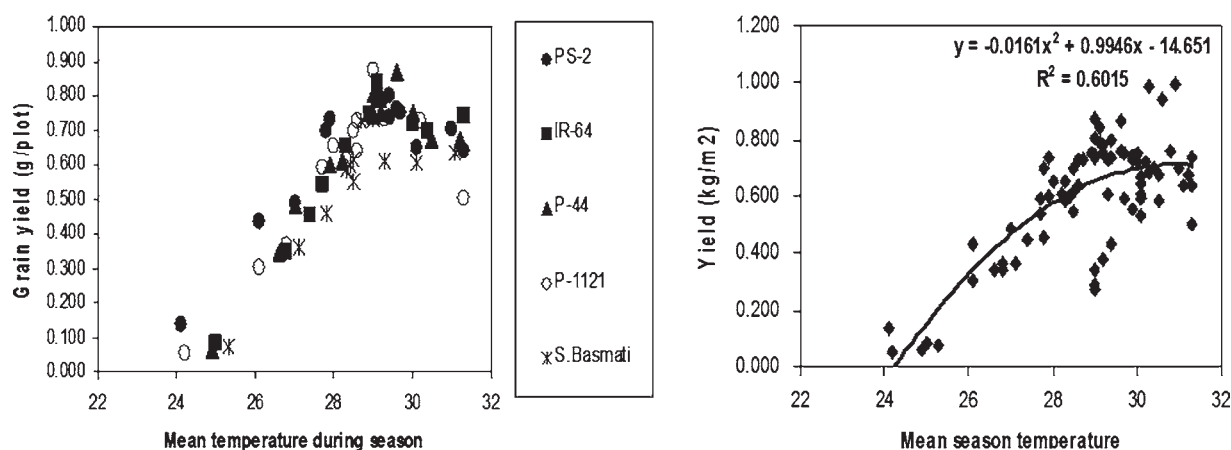 Grain yield (g/plot)
1.000
0.900
0.800
0.700
0.600
0.500
0.400
0.300
0.200
0.100
0.000
22 24 26 28 30 32
Mean temperature during season
PS-2
IR-64
P-44
P-1121
S.Basmati
Yield (kg/m2)
1.200
1.000
0.800
0.600
0.400
0.200
0.000
y = -0.0161x² + 0.9946x - 14.651
R² = 0.6015
22 24 26 28 30 32
Mean season temperature